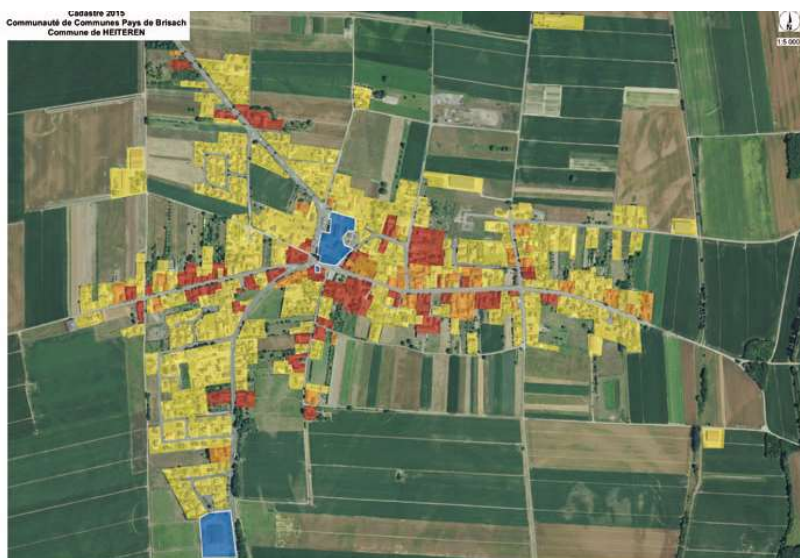 Cadastre 2015
Communauté de Communes Pays de Brisach
Commune de HEITEREN
1:5 000